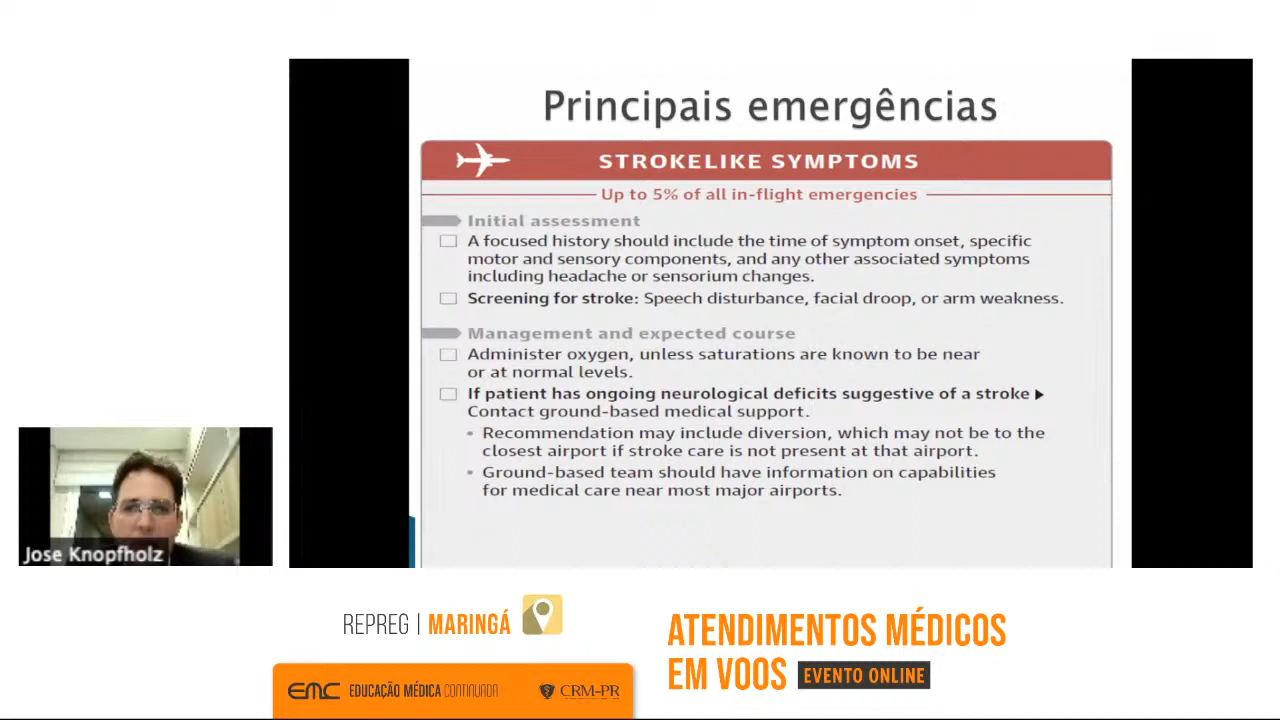 Principais emergências
STROKELIKE SYMPTOMS
Up to 5% of all in-flight emergencies
Initial assessment
A focused history should include the time of symptom onset, specific
motor and sensory components, and any other associated symptoms
including headache or sensorium changes.
Screening for stroke: Speech disturbance, facial droop, or arm weakness.
Management and expected course
Administer oxygen, unless saturations are known to be near
or at normal levels.
If patient has ongoing neurological deficits suggestive of a stroke ▶
Contact ground-based medical support.
• Recommendation may include diversion, which may not be to the
closest airport if stroke care is not present at that airport.
• Ground-based team should have information on capabilities
for medical care near most major airports.
Jose Knopfholz
REPREG | MARINGÁ
ATENDIMENTOS MÉDICOS
EM VOOS EVENTO ONLINE
EMC EDUCAÇÃO MÉDICA CONTINUADA CRM-PR